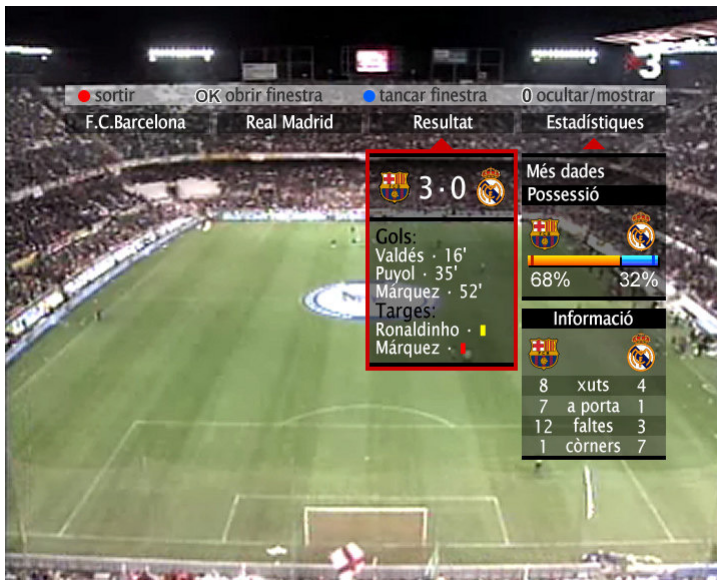 3
sortir OK obrir finestra tancar finestra 0 ocultar/mostrar
F.C.Barcelona Real Madrid Resultat Estadístiques
3·0
Gols:
Valdés · 16'
Puyol · 35'
Márquez · 52'
Targes:
Ronaldinho ·
Márquez ·
Més dades
Possessió
68% 32%
Informació
8 xuts 4
7 a porta 1
12 faltes 3
1 còrners 7